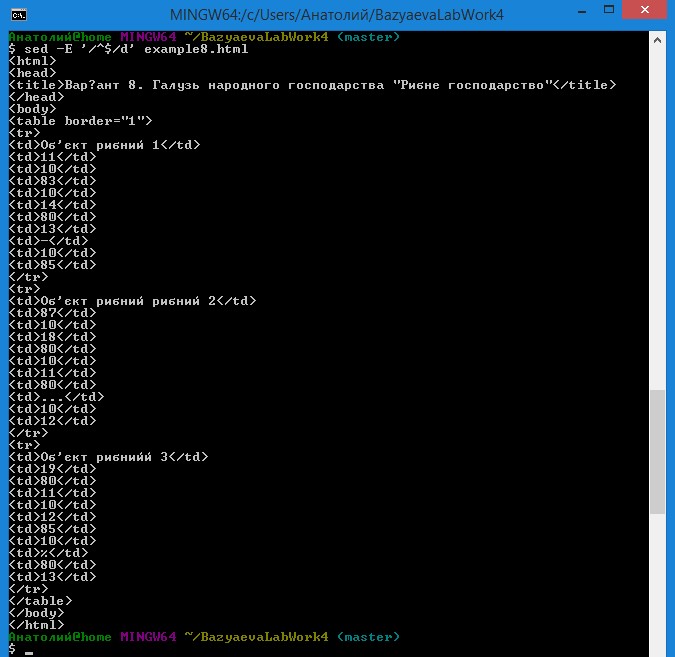 MINGW64:/c/Users/Анатолий/BazyaevaLabWork4
Анатолий@home MINGW64 ~/BazyaevaLabWork4 (master)
$ sed -E '/^$/d' example8.html
<html>
<head>
<title>Вар?ант 8. Галузь народного господарства "Рибне господарство"</title>
</head>
<body>
<table border="1">
<tr>
<td>Об'єкт рибний 1</td>
<td>11</td>
<td>10</td>
<td>83</td>
<td>10</td>
<td>14</td>
<td>80</td>
<td>13</td>
<td>-</td>
<td>10</td>
<td>85</td>
</tr>
<tr>
<td>Об'єкт рибний рибний 2</td>
<td>87</td>
<td>10</td>
<td>18</td>
<td>80</td>
<td>10</td>
<td>11</td>
<td>80</td>
<td>...</td>
<td>10</td>
<td>12</td>
</tr>
<tr>
<td>Об'єкт рибнийй 3</td>
<td>19</td>
<td>80</td>
<td>11</td>
<td>10</td>
<td>12</td>
<td>85</td>
<td>10</td>
<td>%</td>
<td>80</td>
<td>13</td>
</tr>
</table>
</body>
</html>
Анатолий@home MINGW64 ~/BazyaevaLabWork4 (master)
$ _